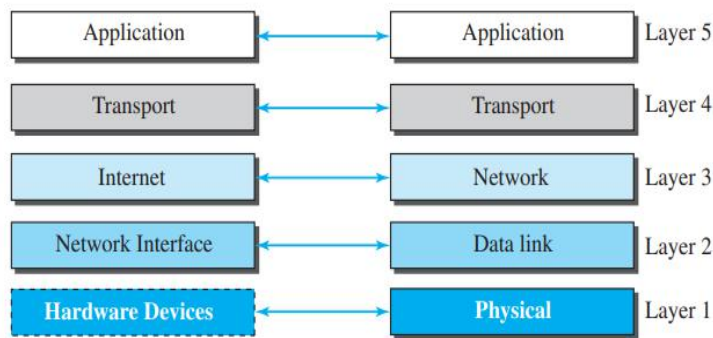 Application Application Layer 5
Transport Transport Layer 4
Internet Network Layer 3
Network Interface Data link Layer 2
Hardware Devices Physical Layer 1